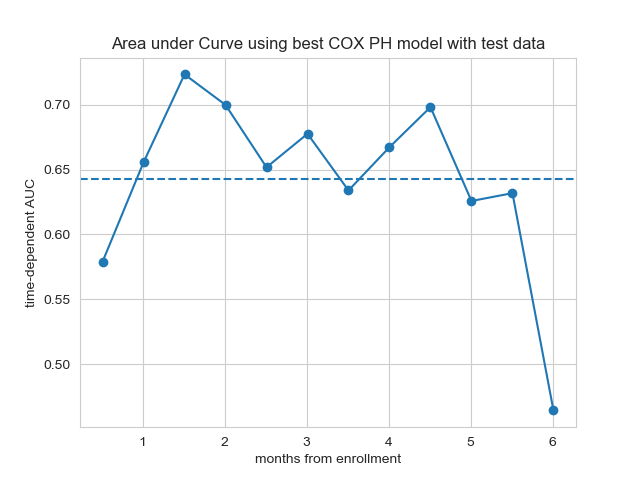 Area under Curve using best COX PH model with test data
time-dependent AUC
0.70
0.65
0.60
0.55
0.50
1 2 3 4 5 6
months from enrollment